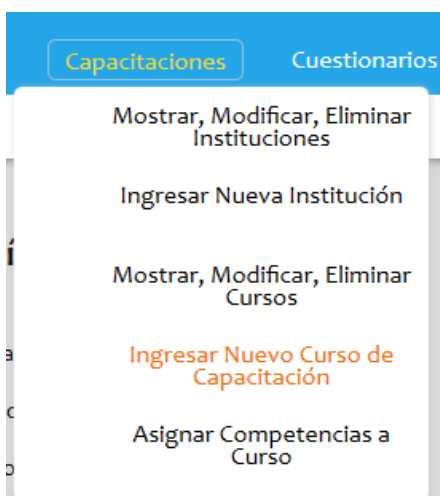 Capacitaciones Cuestionarios
Mostrar, Modificar, Eliminar
Instituciones
Ingresar Nueva Institución
Mostrar, Modificar, Eliminar
Cursos
Ingresar Nuevo Curso de
Capacitación
Asignar Competencias a
Curso